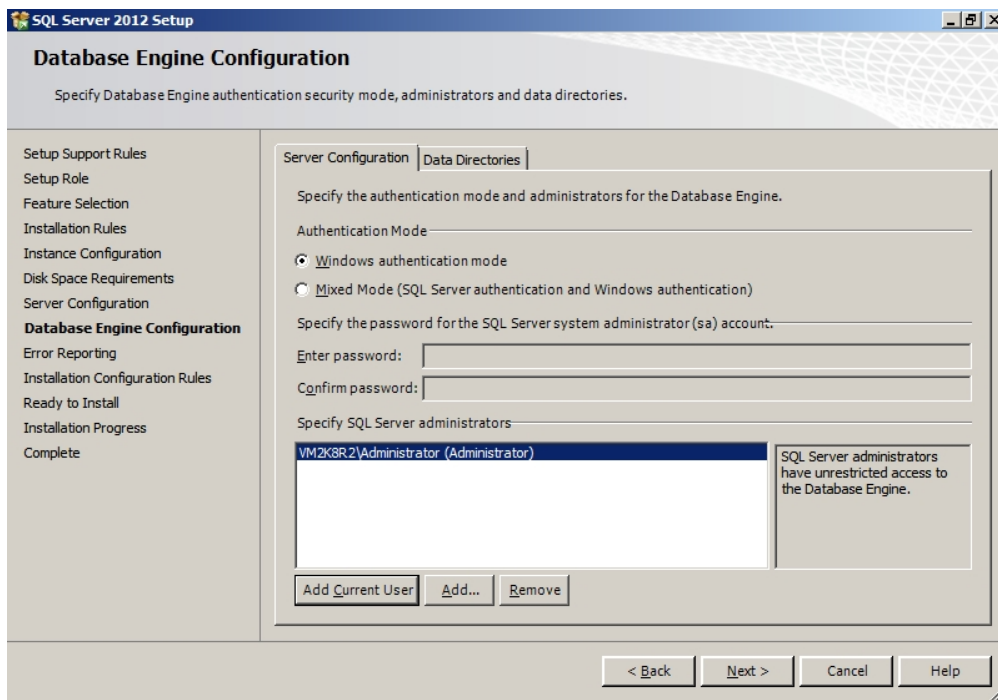 SQL Server 2012 Setup
Database Engine Configuration
Specify Database Engine authentication security mode, administrators and data directories.
Setup Support Rules
Setup Role
Feature Selection
Installation Rules
Instance Configuration
Disk Space Requirements
Server Configuration
Database Engine Configuration
Error Reporting
Installation Configuration Rules
Ready to Install
Installation Progress
Complete
Server Configuration
Data Directories
Specify the authentication mode and administrators for the Database Engine.
Authentication Mode
Windows authentication mode
Mixed Mode (SQL Server authentication and Windows authentication)
Specify the password for the SQL Server system administrator (sa) account.
Enter password:
Confirm password:
Specify SQL Server administrators
VM2K8R2\Administrator (Administrator)
SQL Server administrators
have unrestricted access to
the Database Engine.
Add Current User
Add...
Remove
< Back
Next >
Cancel
Help